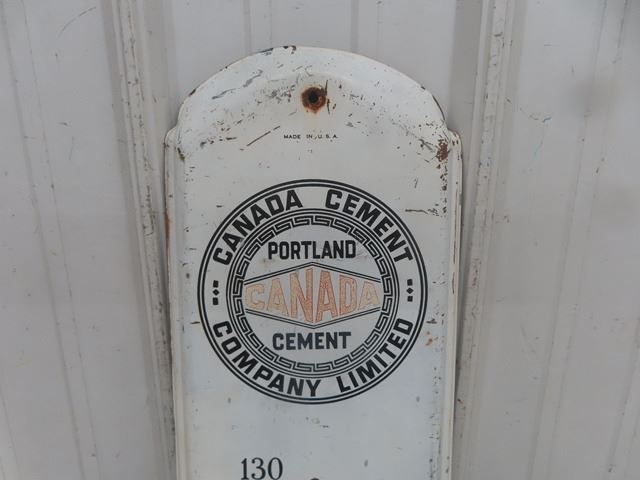 MADE IN U.S.A.
CANADA CEMENT
PORTLAND
CANADA
CEMENT
COMPANY LIMITED
130